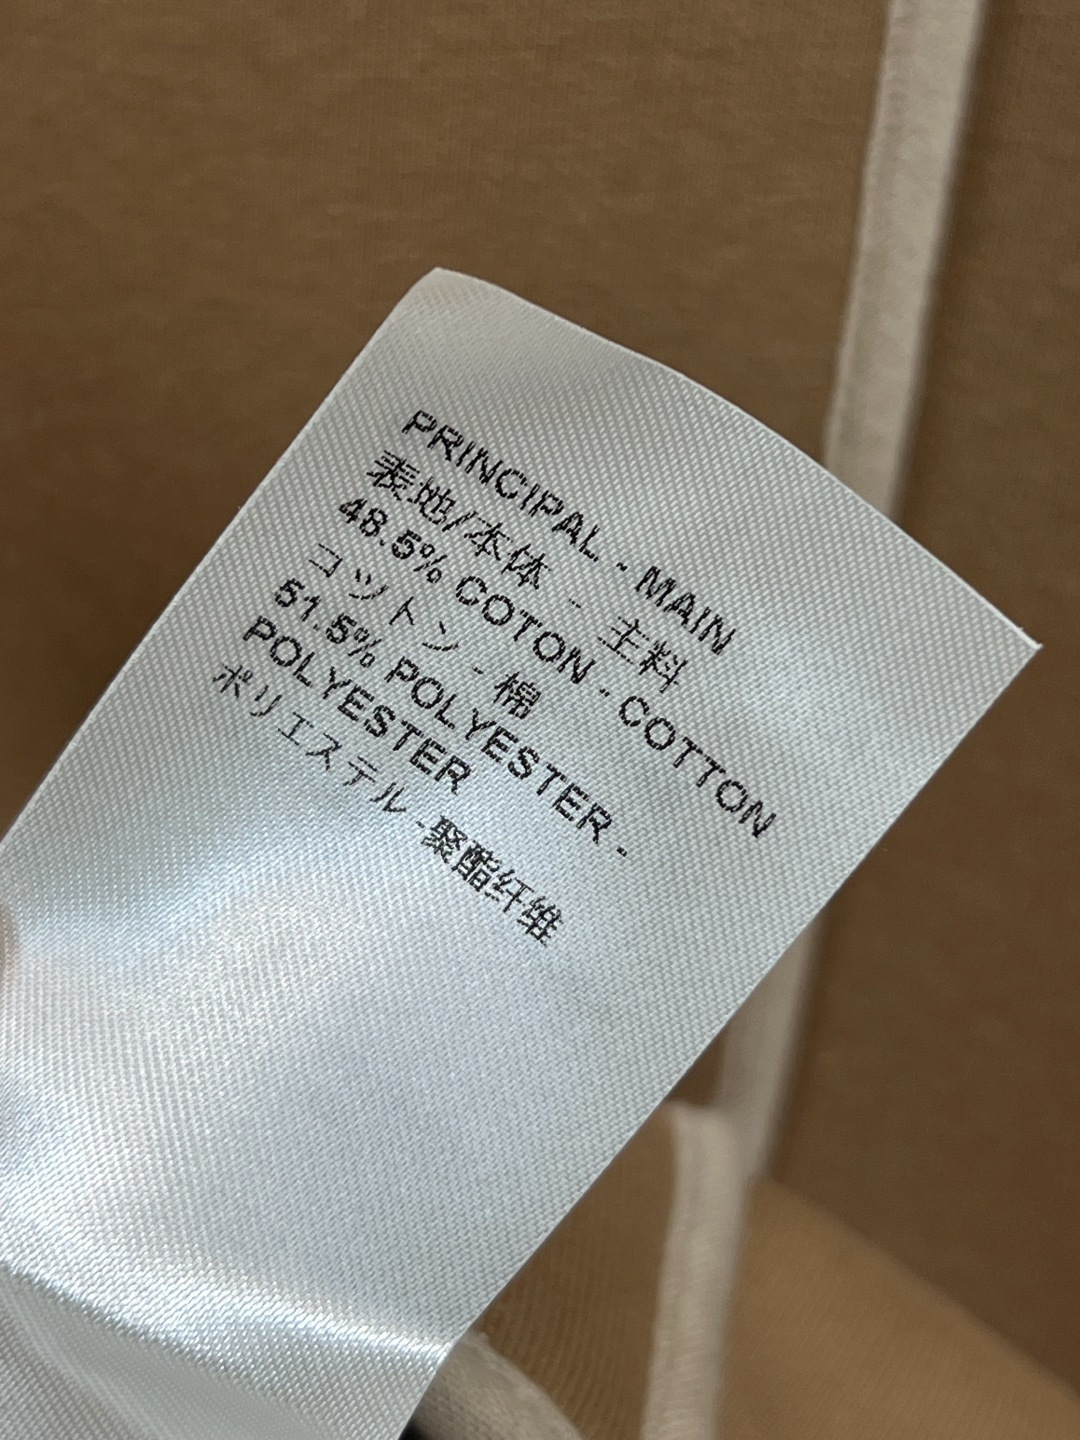 PRINCIPAL - MAIN
表地/本体 - 主料
48.5% COTON - COTTON
コットン - 棉
51.5% POLYESTER -
POLYESTER
ポリエステル - 聚酯纤维